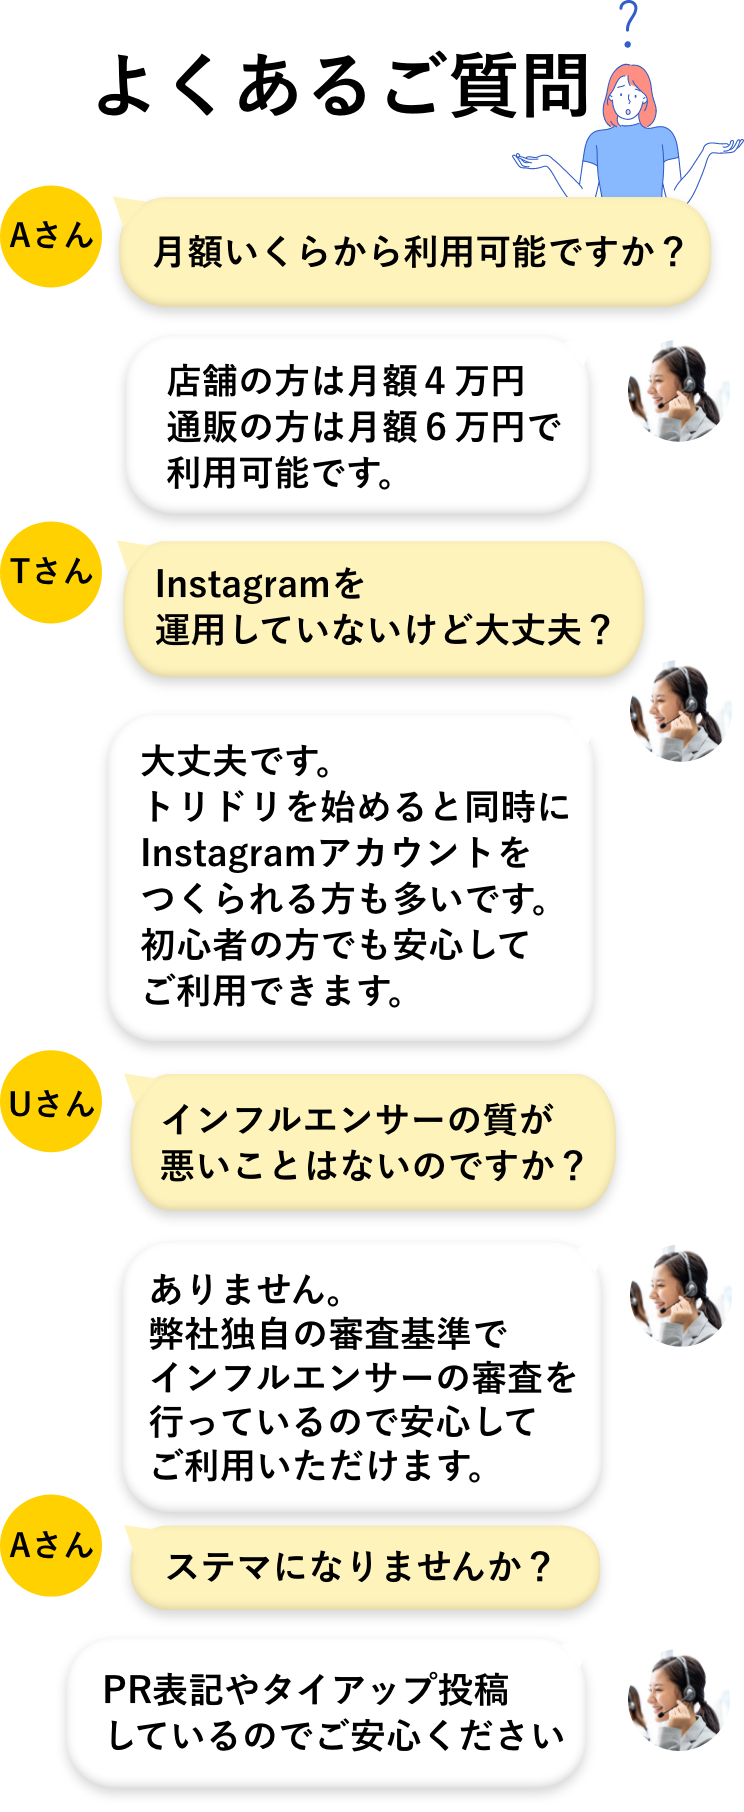 ?
よくあるご質問
Aさん
月額いくらから利用可能ですか？
店舗の方は月額４万円
通販の方は月額６万円で
利用可能です。
Tさん
Instagramを
運用していないけど大丈夫？
大丈夫です。
トリドリを始めると同時に
Instagramアカウントを
つくられる方も多いです。
初心者の方でも安心して
ご利用できます。
Uさん
インフルエンサーの質が
悪いことはないのですか？
ありません。
弊社独自の審査基準で
インフルエンサーの審査を
行っているので安心して
ご利用いただけます。
Aさん
ステマになりませんか？
PR表記やタイアップ投稿
しているのでご安心ください